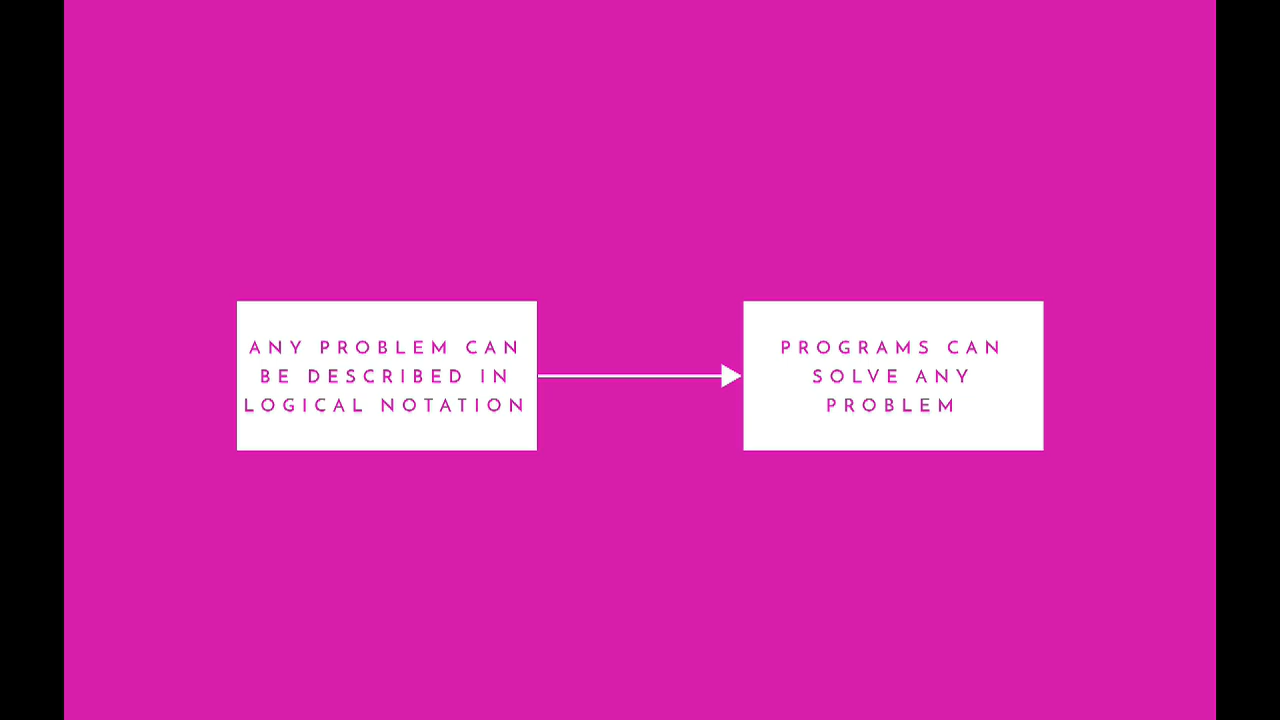 ANY PROBLEM CAN
BE DESCRIBED IN
LOGICAL NOTATION
PROGRAMS CAN
SOLVE ANY
PROBLEM